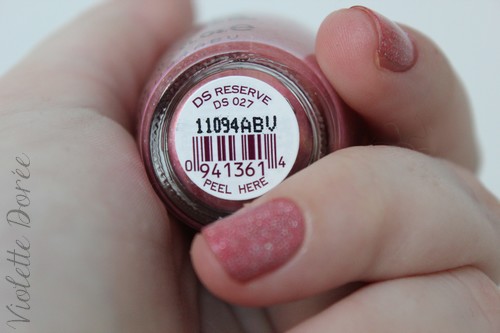 DS RESERVE
DS 027
11094ABV
0 941361 4
PEEL HERE
Violette Dorée